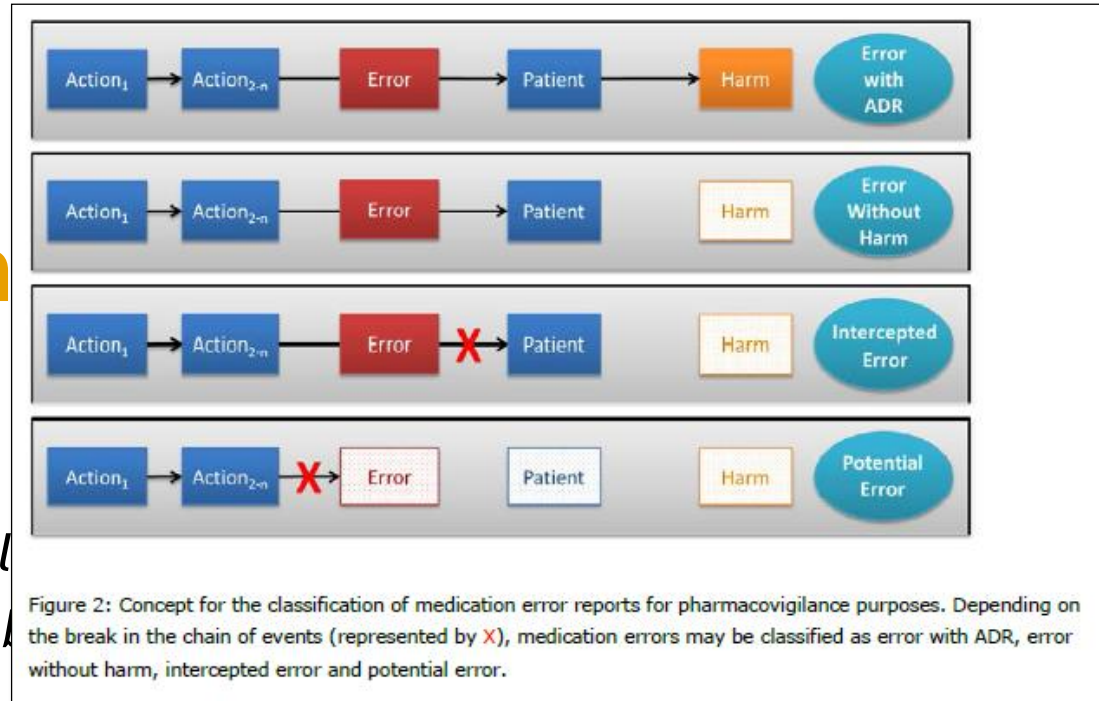 Action₁ Action₂₋ₙ Error Patient Harm Error
with
ADR
Action₁ Action₂₋ₙ Error Patient Harm Error
Without
Harm
Action₁ Action₂₋ₙ Error X Patient Harm Intercepted
Error
Action₁ Action₂₋ₙ X Error Patient Harm Potential
Error
Figure 2: Concept for the classification of medication error reports for pharmacovigilance purposes. Depending on
the break in the chain of events (represented by X), medication errors may be classified as error with ADR, error
without harm, intercepted error and potential error.